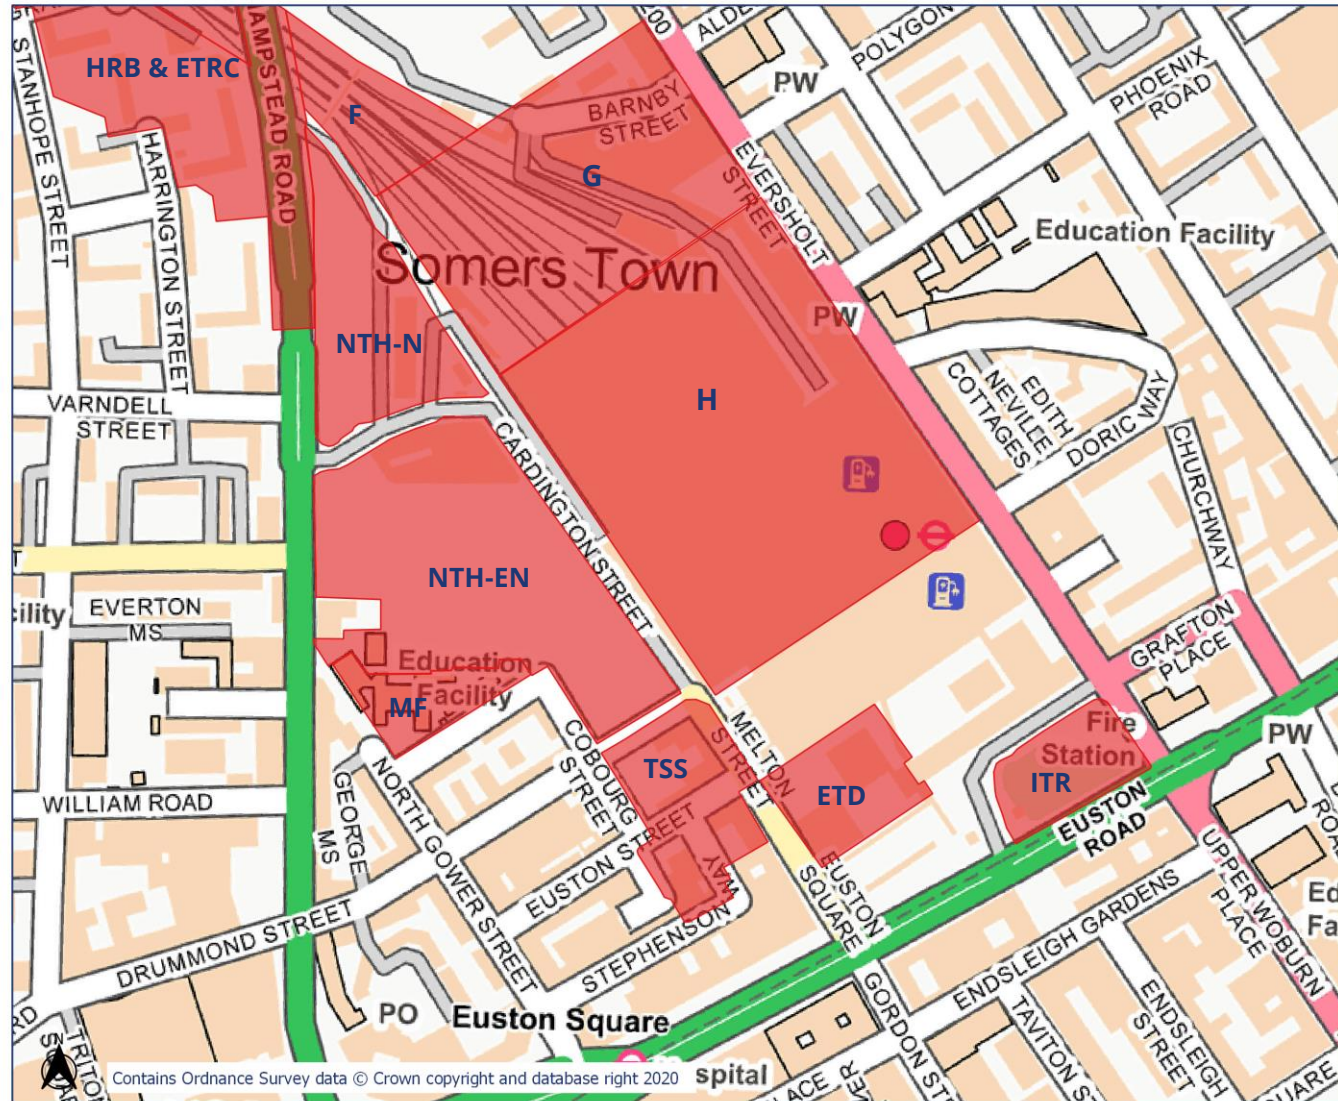 HRB & ETRC
F
G
H
NTH-N
NTH-EN
MF
TSS
ETD
ITR
STANHOPE STREET
HARRINGTON STREET
HAMPSTEAD ROAD
BARNBY
STREET
EVERSHOLT
STREET
200
PW
POLYGON
PHOENIX
ROAD
Education Facility
Somers Town
PW
COTTAGES
NEVILLE
EDITH
DORIC WAY
CHURCHWAY
VARNDELL
STREET
CARDINGTON STREET
EVERTON
MS
Education
Facility
GRAFTON
PLACE
Fire
Station
PW
MELTON
STREET
COBOURG
STREET
WILLIAM ROAD
GEORGE
MS
NORTH GOWER STREET
EUSTON STREET
WAY
STEPHENSON
EUSTON
SQUARE
EUSTON
ROAD
UPPER WOBURN
PLACE
DRUMMOND STREET
ENDSLEIGH GARDENS
ENDSLEIGH
STREET
PO
Euston Square
Contains Ordnance Survey data © Crown copyright and database right 2020
spital